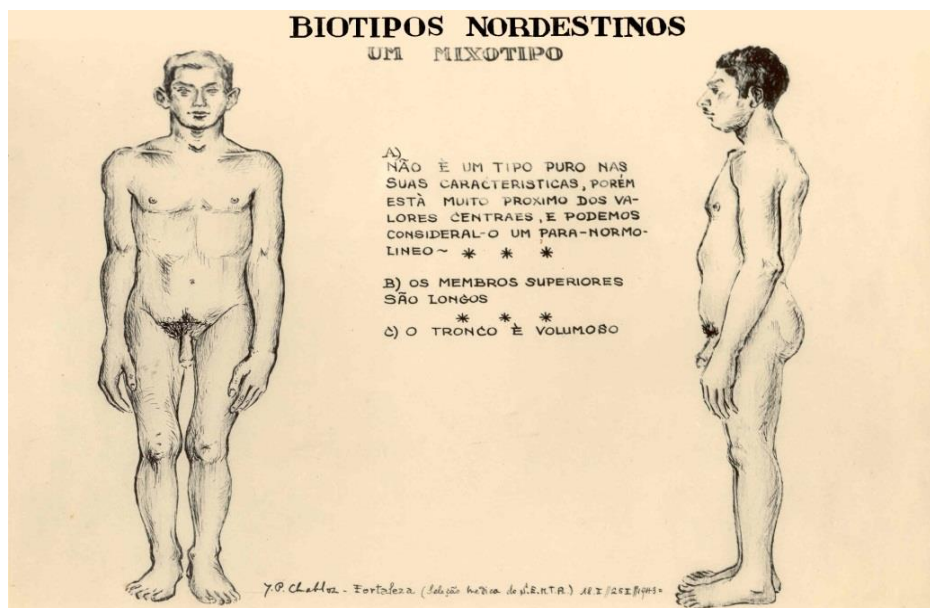 BIOTIPOS NORDESTINOS
UM MIXOTIPO
A)
NÃO È UM TIPO PURO NAS
SUAS CARACTERISTICAS, PORÉM
ESTÀ MUITO PROXIMO DOS VA-
LORES CENTRAES, E PODEMOS
CONSIDERAL-O UM PARA-NORMO-
LINEO ~ * * *
B) OS MEMBROS SUPERIORES
SÃO LONGOS
* * *
C) O TRONCO È VOLUMOSO
J.P. Chabloz - Fortaleza (Seleção medica do S.E.M.T.A.)